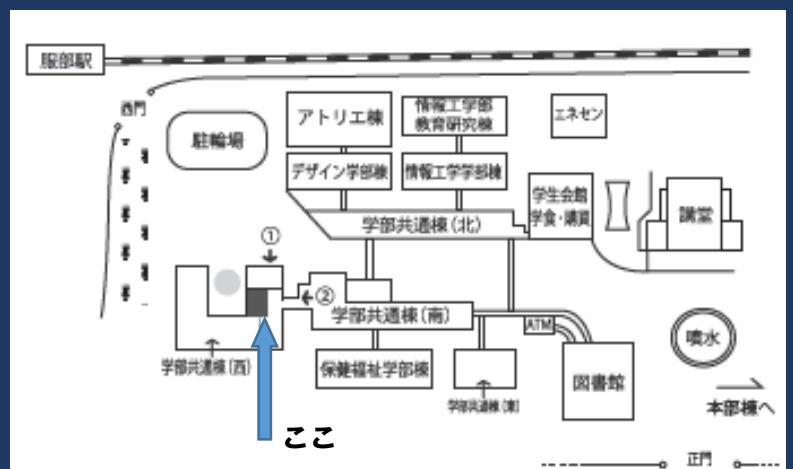 服部駅
西門
駐輪場
アトリエ棟
情報工学部
教育研究棟
エネセン
デザイン学部棟
情報工学学部棟
学生会館
学食・購買
講堂
学部共通棟(北)
①
②
学部共通棟(南)
ATM
噴水
学部共通棟(西)
保健福祉学部棟
学部共通棟(東)
図書館
本部棟へ
ここ
正門